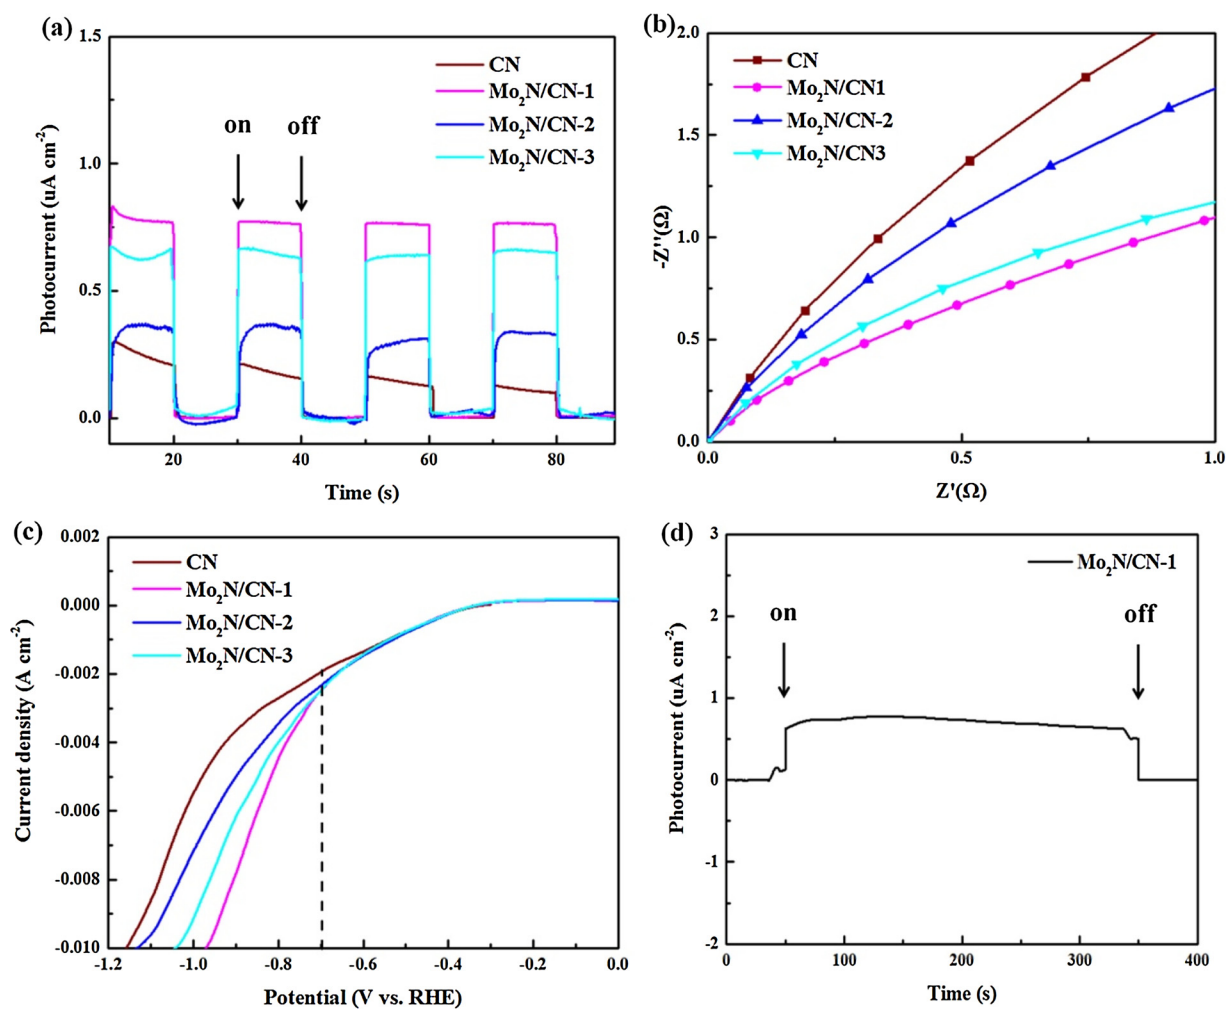 (a)
1.5
1.0
0.5
0.0
Photocurrent (uA cm-2)
CN
Mo2N/CN-1
Mo2N/CN-2
Mo2N/CN-3
on off
20 40 60 80
Time (s)
(b)
2.0
1.5
1.0
0.5
0.0
-Z''(Ω)
CN
Mo2N/CN1
Mo2N/CN-2
Mo2N/CN3
0.0 0.5 1.0
Z'(Ω)
(c)
0.002
0.000
-0.002
-0.004
-0.006
-0.008
-0.010
Current density (A cm-2)
CN
Mo2N/CN-1
Mo2N/CN-2
Mo2N/CN-3
-1.2 -1.0 -0.8 -0.6 -0.4 -0.2 0.0
Potential (V vs. RHE)
(d)
3
2
1
0
-1
-2
Photocurrent (uA cm-2)
Mo2N/CN-1
on off
0 100 200 300 400
Time (s)